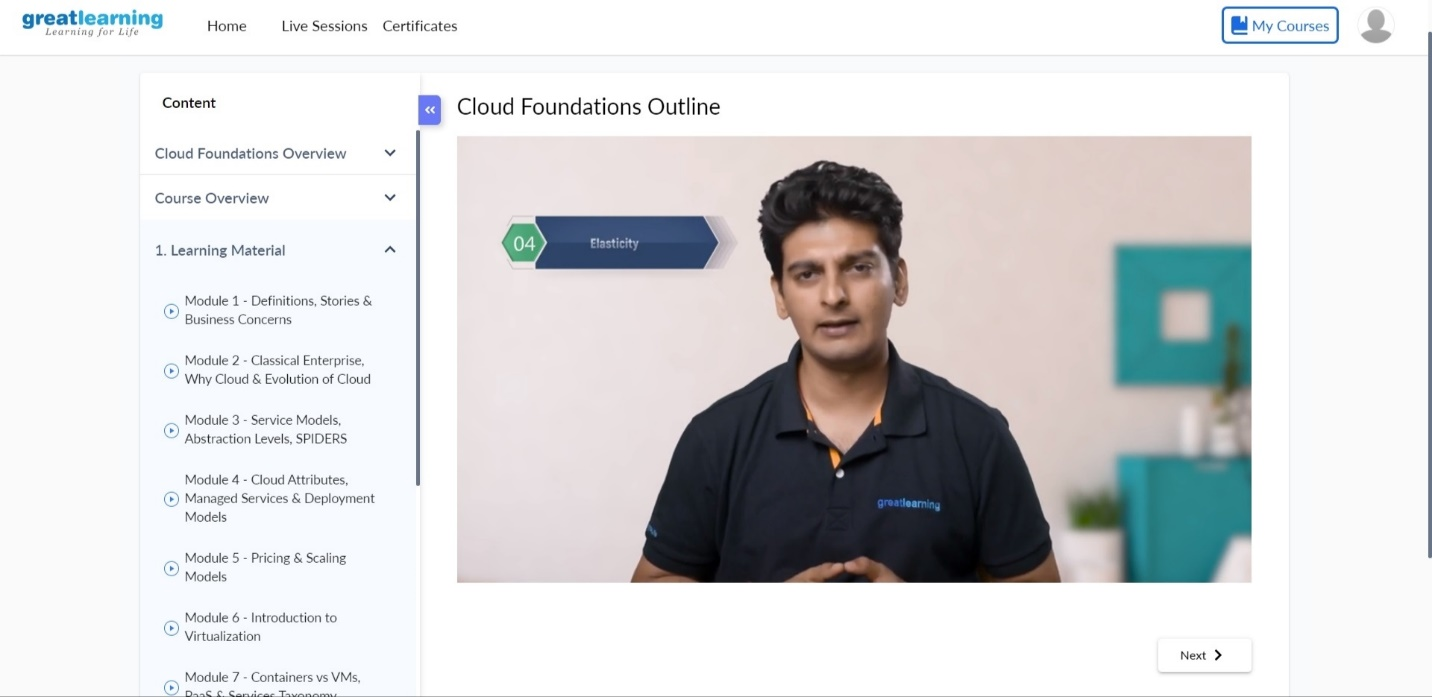 greatlearning
Learning for Life
Home
Live Sessions
Certificates
My Courses
Content
Cloud Foundations Overview
Course Overview
1. Learning Material
Module 1 - Definitions, Stories &
Business Concerns
Module 2 - Classical Enterprise,
Why Cloud & Evolution of Cloud
Module 3 - Service Models,
Abstraction Levels, SPIDERS
Module 4 - Cloud Attributes,
Managed Services & Deployment
Models
Module 5 - Pricing & Scaling
Models
Module 6 - Introduction to
Virtualization
Module 7 - Containers vs VMs,
PaaS & Services Taxonomy
Cloud Foundations Outline
04
Elasticity
greatlearning
Next